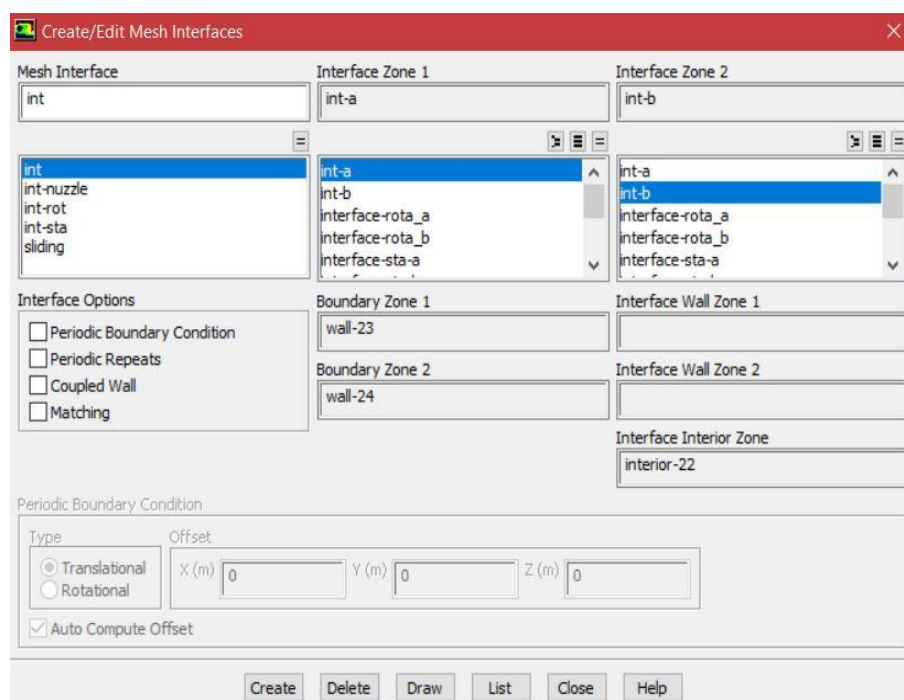 Create/Edit Mesh Interfaces
Mesh Interface
Interface Zone 1
Interface Zone 2
int
int-a
int-b
int
int-nuzzle
int-rot
int-sta
sliding
int-a
int-b
interface-rota_a
interface-rota_b
interface-sta-a
int-a
int-b
interface-rota_a
interface-rota_b
interface-sta-a
Interface Options
Periodic Boundary Condition
Periodic Repeats
Coupled Wall
Matching
Boundary Zone 1
wall-23
Boundary Zone 2
wall-24
Interface Wall Zone 1
Interface Wall Zone 2
Interface Interior Zone
interior-22
Periodic Boundary Condition
Type
Translational
Rotational
Offset
X (m) 0
Y (m) 0
Z (m) 0
Auto Compute Offset
Create Delete Draw List Close Help